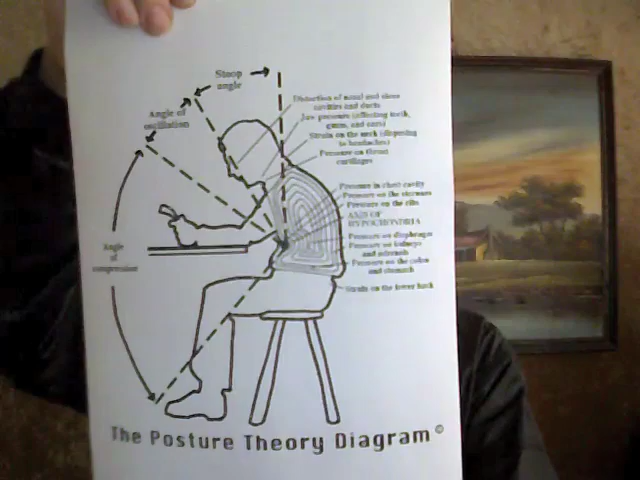 Stoop
angle
Angle of
oscillation
Angle
of
compression
Distortion of nasal and sinus
cavities and ducts
Jaw pressure (affecting teeth,
gums, and ears)
Strain on the neck (disposing
to headaches)
Pressure on throat
cartilages
Pressure in chest cavity
Pressure on the sternum
Pressure on the ribs
AXIS OF
HYPOCHONDRIA
Pressure on diaphragm
Pressure on kidneys
and adrenals
Pressure on the colon
and stomach
Strain on the lower back
The Posture Theory Diagram ©